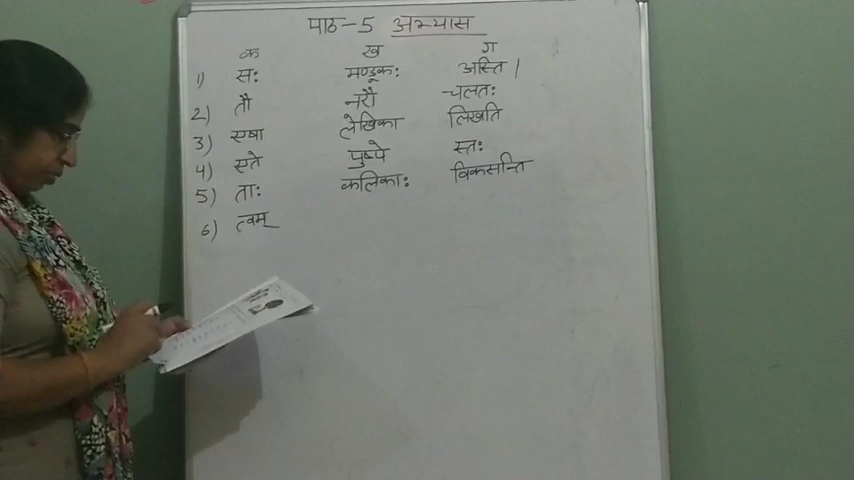 पाठ-5 अभ्यास
क ख ग
1) सः मण्डूकः अस्ति।
2) तौ नरौ चलतः
3) एषा लेखिका लिखति
4) एते पुष्पे स्तः
5) ताः कलिकाः विकसन्ति
6) त्वम्